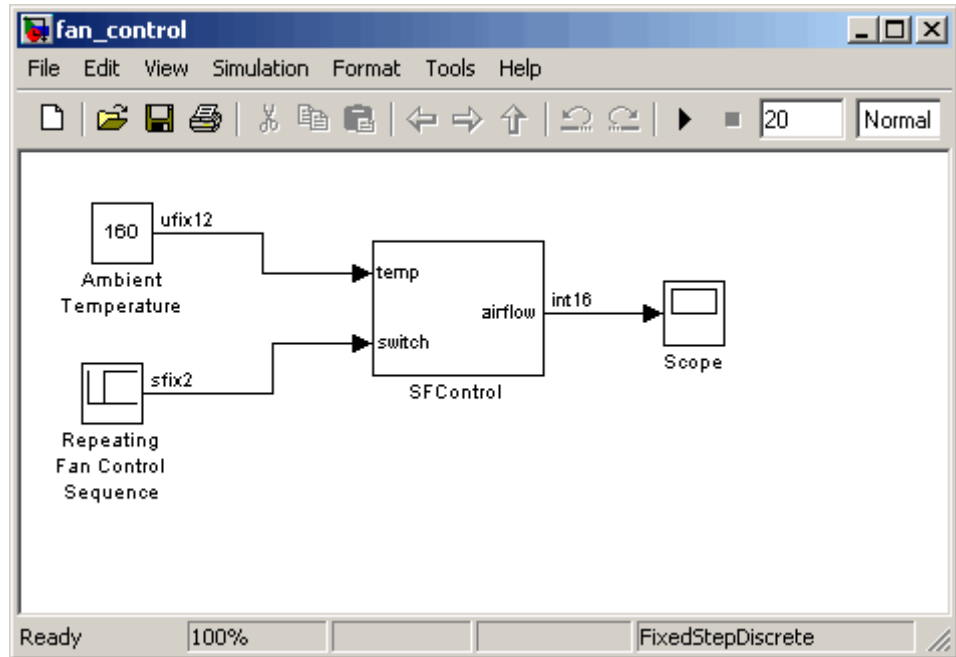 fan_control
File Edit View Simulation Format Tools Help
20 Normal
160
ufix12
Ambient
Temperature
temp
airflow
switch
SFControl
int16
Scope
sfix2
Repeating
Fan Control
Sequence
Ready 100% FixedStepDiscrete